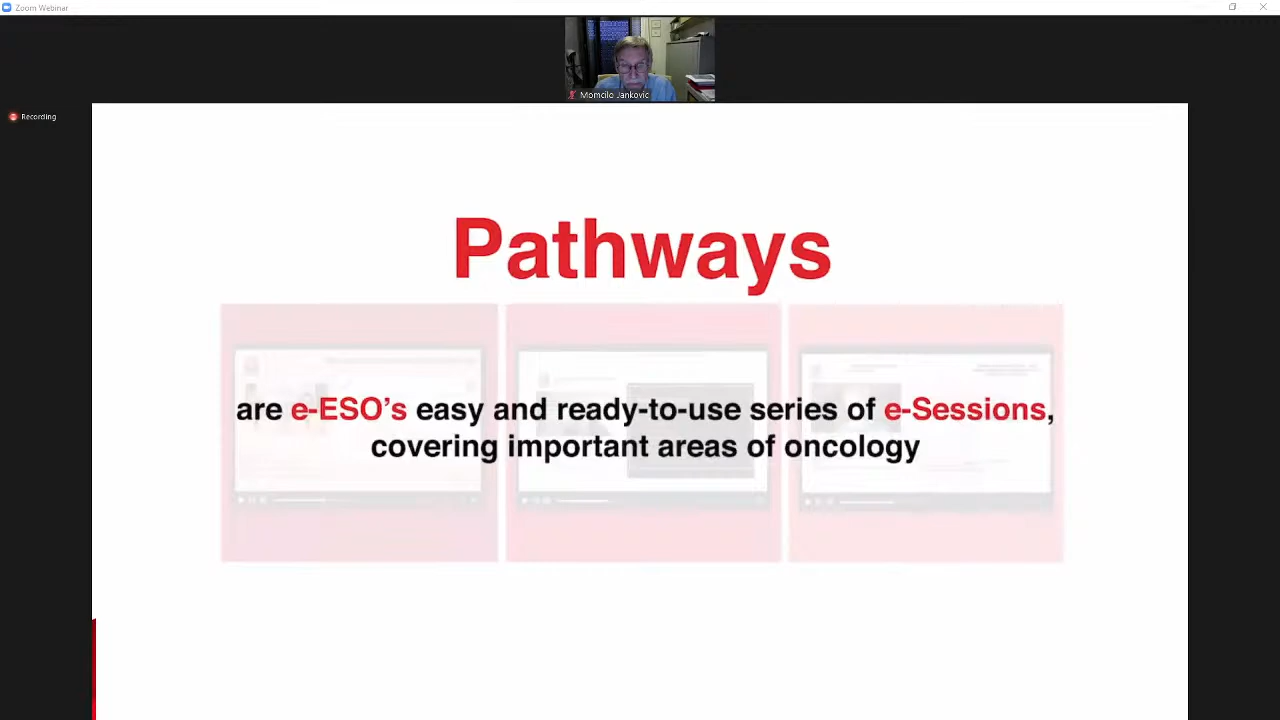 Zoom Webinar
Momcilo Jankovic
Recording
Pathways
are e-ESO’s easy and ready-to-use series of e-Sessions,
covering important areas of oncology